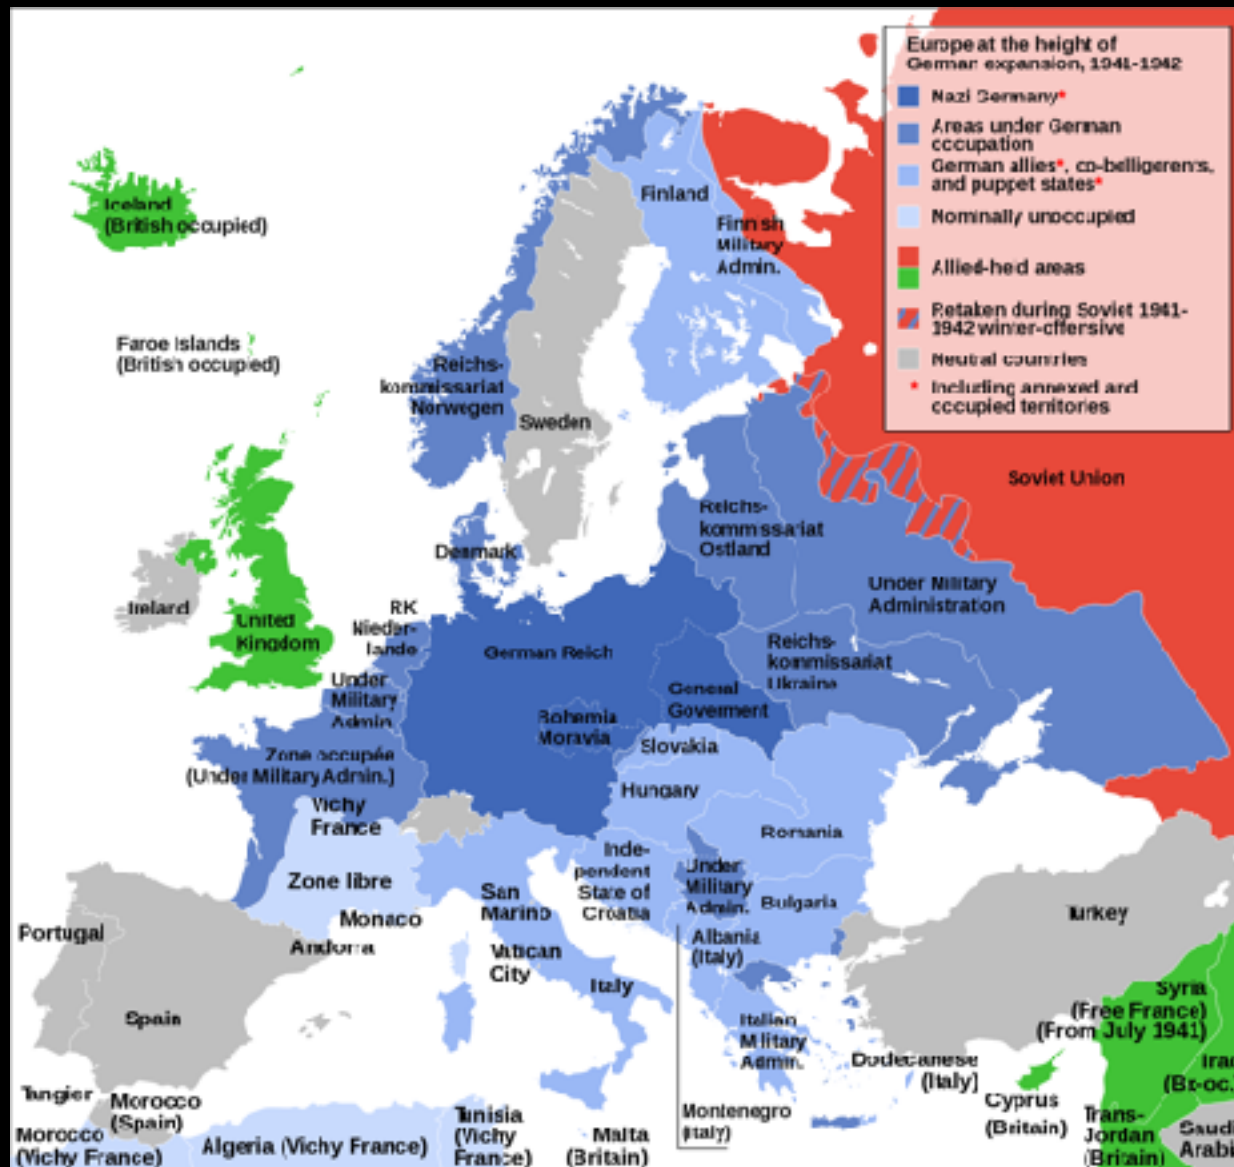 Europe at the height of
German expansion, 1941-1942
Nazi Germany*
Areas under German
occupation
German allies*, co-belligerents,
and puppet states*
Nominally unoccupied
Allied-held areas
Retaken during Soviet 1941-
1942 winter-offensive
Neutral countries
* Including annexed and
occupied territories
Iceland
(British occupied)
Finland
Finnish
Military
Admin.
Faroe Islands
(British occupied)
Reichs-
kommissariat
Norwegen
Sweden
Soviet Union
Reichs-
kommissariat
Ostland
Denmark
Under Military
Administration
Ireland
United
Kingdom
RK
Nieder-
lande
German Reich
Reichs-
kommissariat
Ukraine
Under
Military
Admin.
General
Goverment
Bohemia
Moravia
Slovakia
Zone occupée
(Under Military Admin.)
Hungary
Vichy
France
Romania
Inde-
pendent
State of
Croatia
Under
Military
Admin.
Zone libre
San
Marino
Bulgaria
Monaco
Turkey
Portugal
Andorra
Vatican
City
Albania
(Italy)
Italy
Spain
Italian
Military
Admin.
Syria
(Free France)
(From July 1941)
Dodecanese
(Italy)
Iraq
(Br-oc.
Tangier
Morocco
(Spain)
Cyprus
(Britain)
Montenegro
(Italy)
Morocco
(Vichy France)
Algeria (Vichy France)
Tunisia
(Vichy
France)
Malta
(Britain)
Trans-
Jordan
(Britain)
Saudi
Arabi